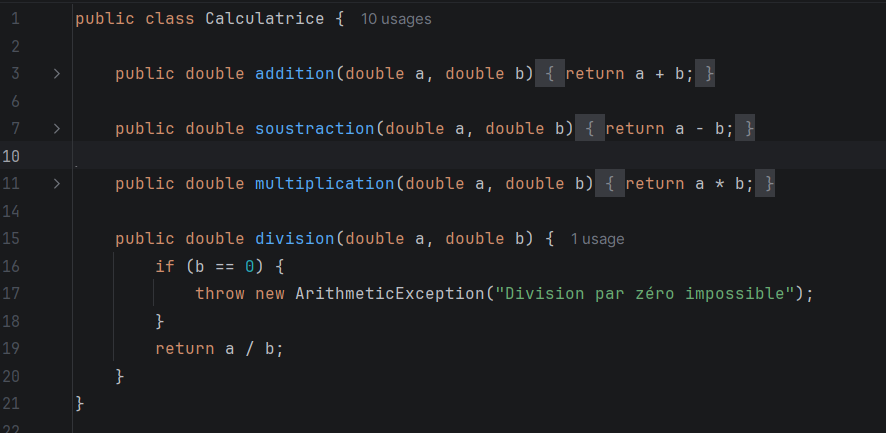 1 public class Calculatrice { 10 usages
2
3 public double addition(double a, double b) { return a + b; }
6
7 public double soustraction(double a, double b) { return a - b; }
10
11 public double multiplication(double a, double b) { return a * b; }
14
15 public double division(double a, double b) { 1 usage
16 if (b == 0) {
17 throw new ArithmeticException("Division par zéro impossible");
18 }
19 return a / b;
20 }
21 }
22